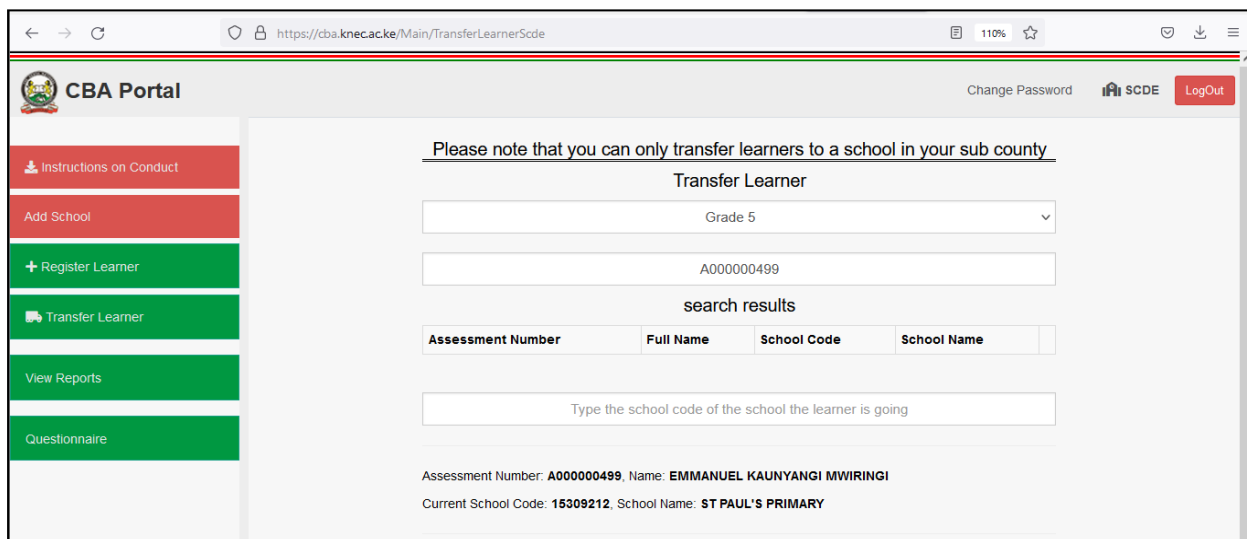 https://cba.knec.ac.ke/Main/TransferLearnerScde
110%
CBA Portal
Change Password
SCDE
LogOut
Instructions on Conduct
Add School
Register Learner
Transfer Learner
View Reports
Questionnaire
Please note that you can only transfer learners to a school in your sub county
Transfer Learner
Grade 5
A000000499
search results
Assessment Number Full Name School Code School Name
Type the school code of the school the learner is going
Assessment Number: A000000499, Name: EMMANUEL KAUNYANGI MWIRINGI
Current School Code: 15309212, School Name: ST PAUL'S PRIMARY